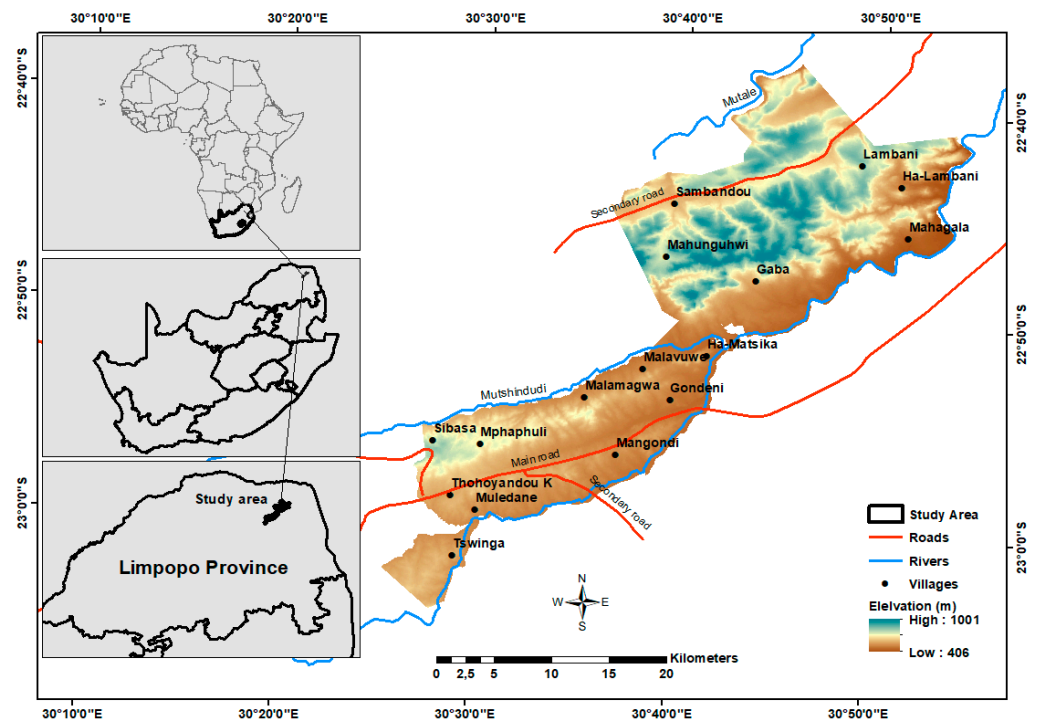 30°10'0"E 30°20'0"E 30°30'0"E 30°40'0"E 30°50'0"E
22°40'0"S
22°50'0"S
23°0'0"S
22°40'0"S
22°50'0"S
23°0'0"S
Mutale
Lambani
Ha-Lambani
Sambandou
Secondary road
Mahagala
Mahunguhwi
Gaba
Ha-Matsika
Malavuwe
Mutshindudi
Malamagwa
Gondeni
Sibasa
Mphaphuli
Mangondi
Main road
Thohoyandou K
Secondary road
Muledane
Tswinga
Study area
Limpopo Province
Study Area
Roads
Rivers
Villages
Elelvation (m)
High : 1001
Low : 406
N
W E
S
Kilometers
0 2,5 5 10 15 20
30°10'0"E 30°20'0"E 30°30'0"E 30°40'0"E 30°50'0"E